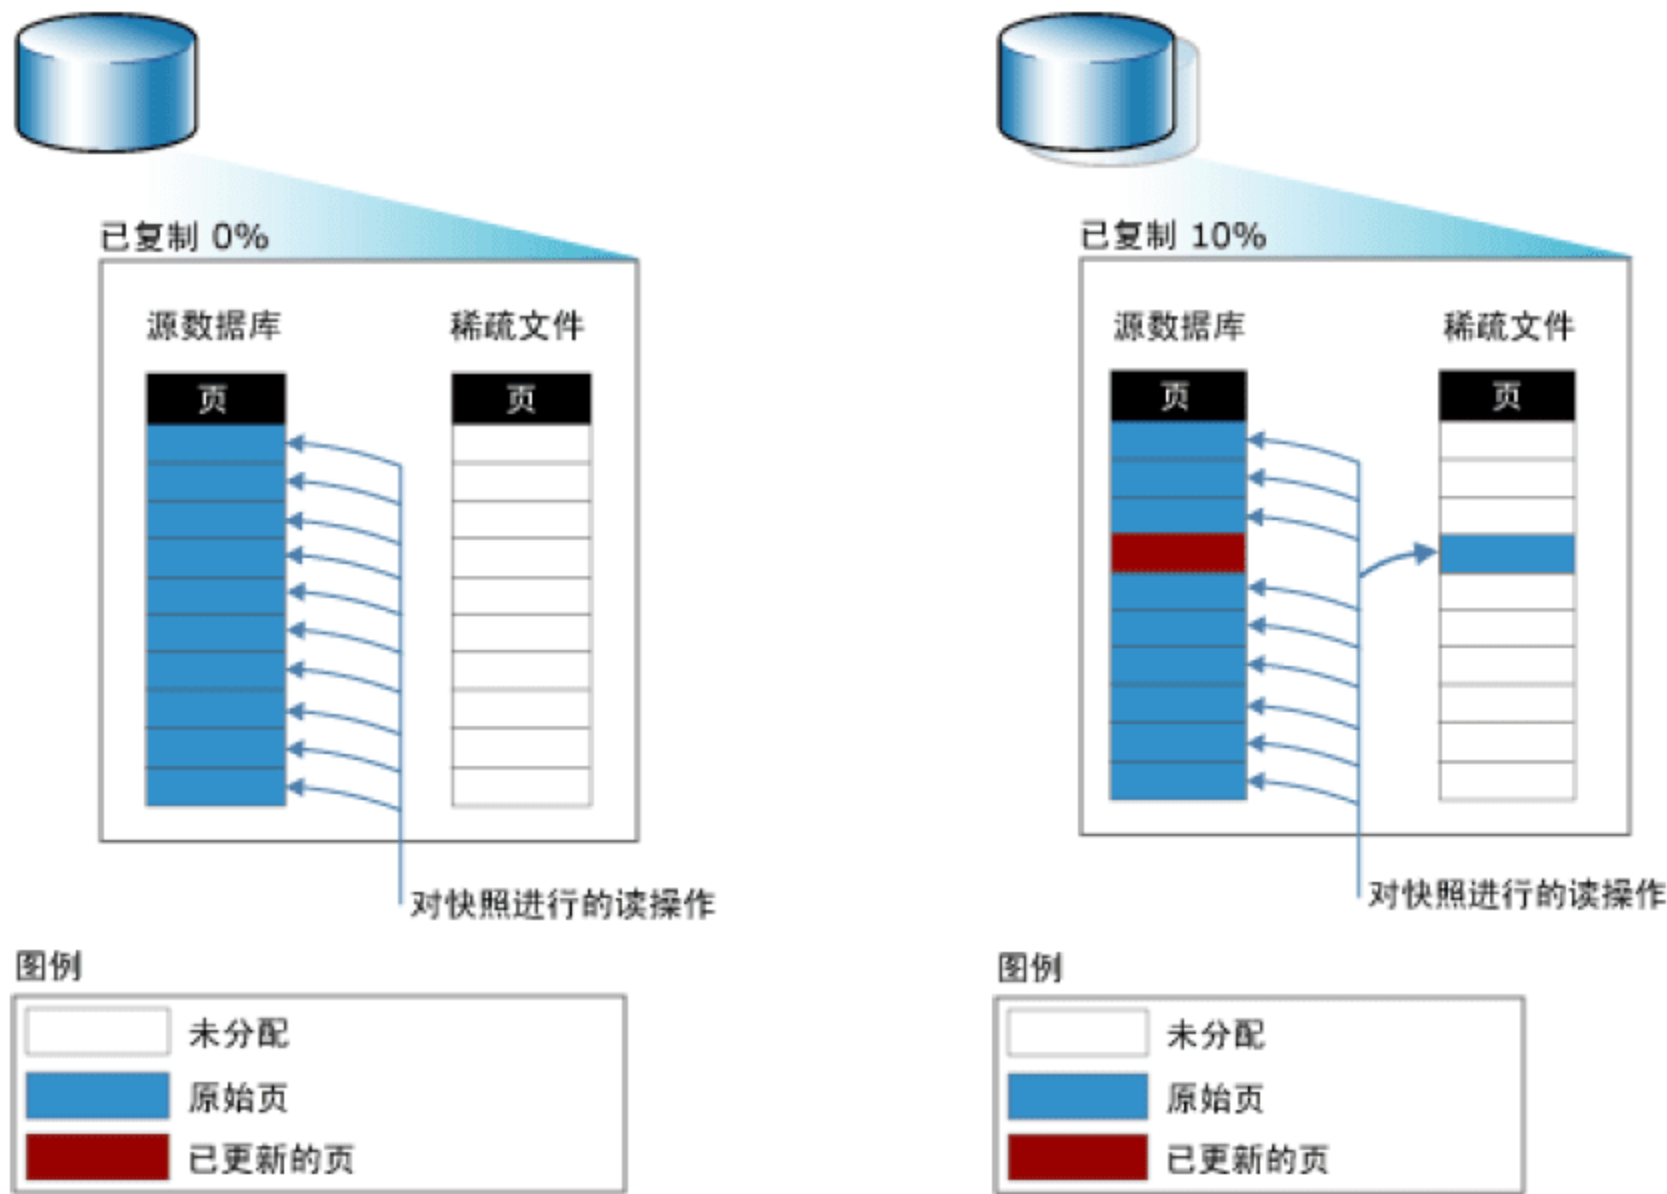 已复制 0%
源数据库
稀疏文件
页
页
对快照进行的读操作
图例
未分配
原始页
已更新的页
已复制 10%
源数据库
稀疏文件
页
页
对快照进行的读操作
图例
未分配
原始页
已更新的页